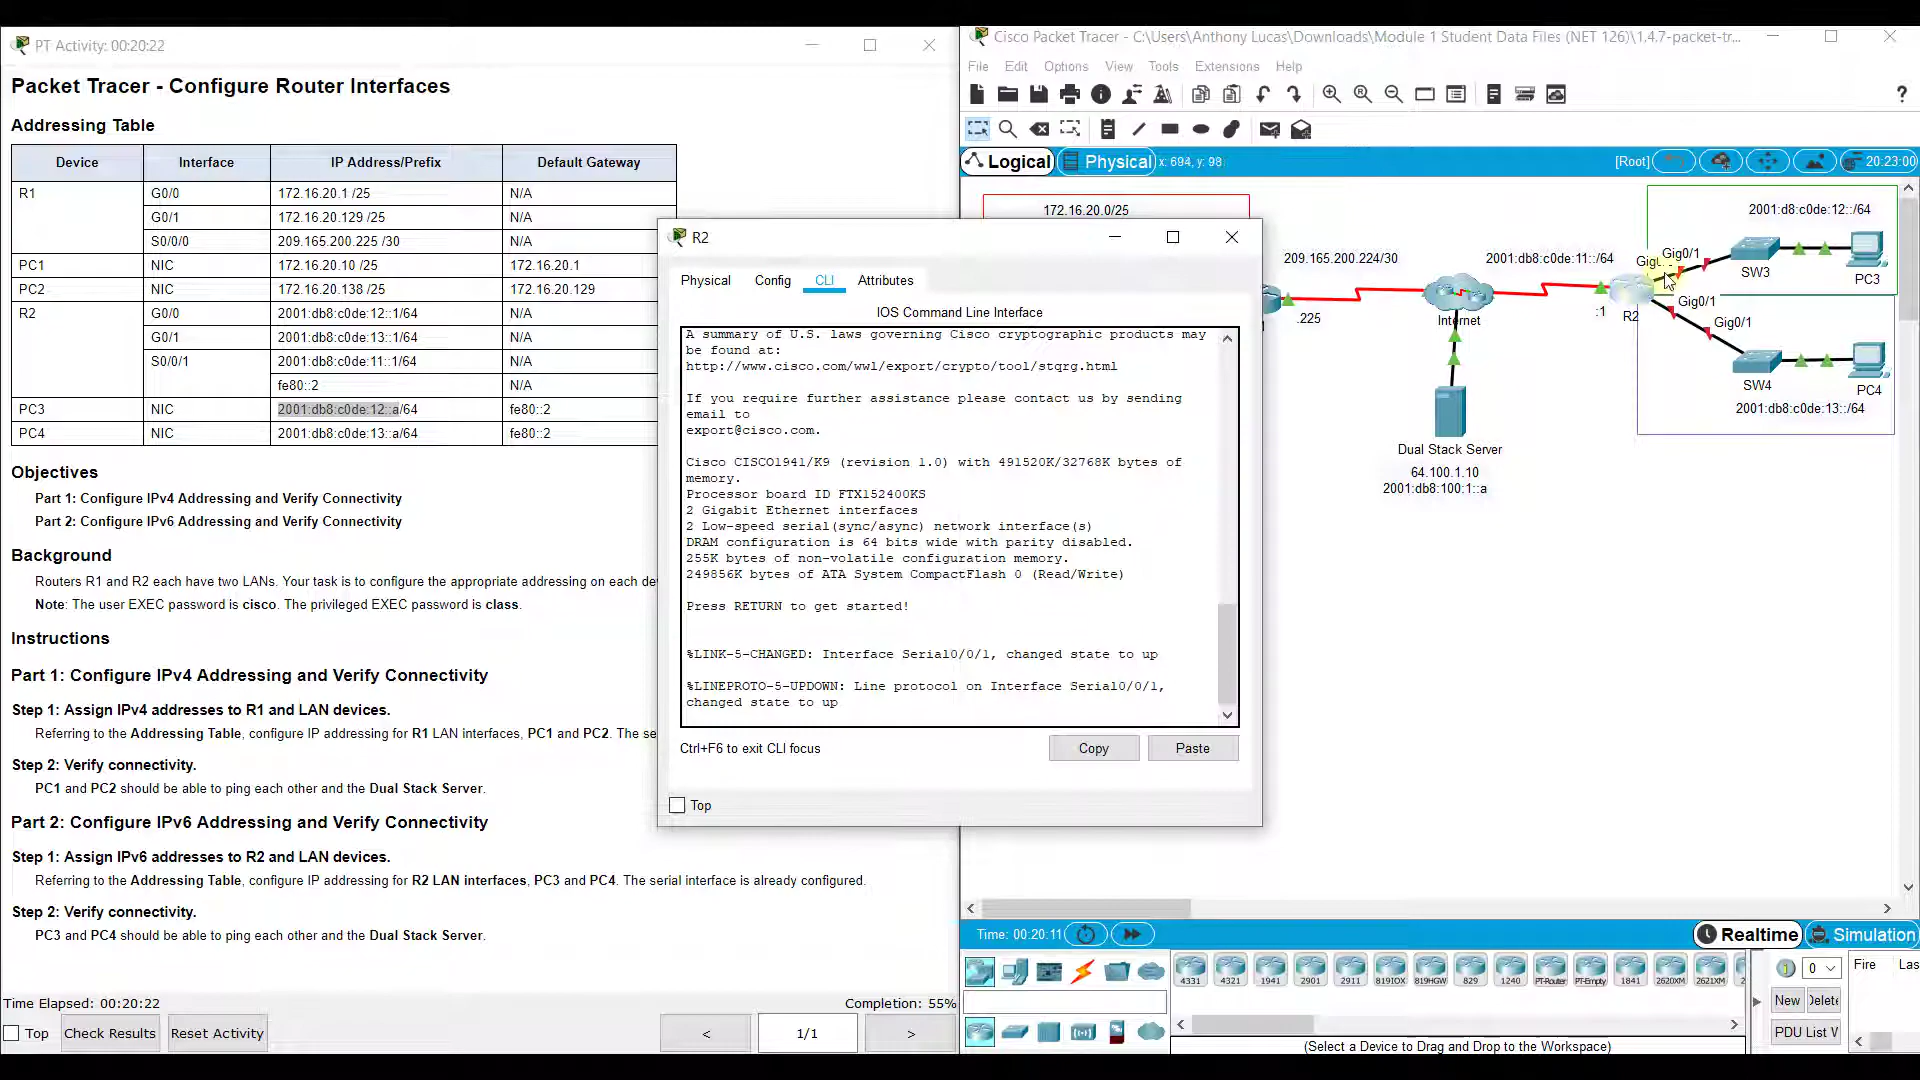 PT Activity: 00:20:22
Packet Tracer - Configure Router Interfaces
Addressing Table
Device Interface IP Address/Prefix Default Gateway
R1 G0/0 172.16.20.1 /25 N/A
G0/1 172.16.20.129 /25 N/A
S0/0/0 209.165.200.225 /30 N/A
PC1 NIC 172.16.20.10 /25 172.16.20.1
PC2 NIC 172.16.20.138 /25 172.16.20.129
R2 G0/0 2001:db8:c0de:12::1/64 N/A
G0/1 2001:db8:c0de:13::1/64 N/A
S0/0/1 2001:db8:c0de:11::1/64 N/A
fe80::2 N/A
PC3 NIC 2001:db8:c0de:12::a/64 fe80::2
PC4 NIC 2001:db8:c0de:13::a/64 fe80::2
Objectives
Part 1: Configure IPv4 Addressing and Verify Connectivity
Part 2: Configure IPv6 Addressing and Verify Connectivity
Background
Routers R1 and R2 each have two LANs. Your task is to configure the appropriate addressing on each de
Note: The user EXEC password is cisco. The privileged EXEC password is class.
Instructions
Part 1: Configure IPv4 Addressing and Verify Connectivity
Step 1: Assign IPv4 addresses to R1 and LAN devices.
Referring to the Addressing Table, configure IP addressing for R1 LAN interfaces, PC1 and PC2. The se
Step 2: Verify connectivity.
PC1 and PC2 should be able to ping each other and the Dual Stack Server.
Part 2: Configure IPv6 Addressing and Verify Connectivity
Step 1: Assign IPv6 addresses to R2 and LAN devices.
Referring to the Addressing Table, configure IP addressing for R2 LAN interfaces, PC3 and PC4. The serial interface is already configured.
Step 2: Verify connectivity.
PC3 and PC4 should be able to ping each other and the Dual Stack Server.
Time Elapsed: 00:20:22 Completion: 55%
Top Check Results Reset Activity < 1/1 >
R2
Physical Config CLI Attributes
IOS Command Line Interface
A summary of U.S. laws governing Cisco cryptographic products may
be found at:
http://www.cisco.com/wwl/export/crypto/tool/stqrg.html
If you require further assistance please contact us by sending
email to
export@cisco.com.
Cisco CISCO1941/K9 (revision 1.0) with 491520K/32768K bytes of
memory.
Processor board ID FTX152400KS
2 Gigabit Ethernet interfaces
2 Low-speed serial(sync/async) network interface(s)
DRAM configuration is 64 bits wide with parity disabled.
255K bytes of non-volatile configuration memory.
249856K bytes of ATA System CompactFlash 0 (Read/Write)
Press RETURN to get started!
%LINK-5-CHANGED: Interface Serial0/0/1, changed state to up
%LINEPROTO-5-UPDOWN: Line protocol on Interface Serial0/0/1,
changed state to up
Ctrl+F6 to exit CLI focus Copy Paste
Top
Cisco Packet Tracer - C:\Users\Anthony Lucas\Downloads\Module 1 Student Data Files (NET 126)\1.4.7-packet-tr...
File Edit Options View Tools Extensions Help
?
Logical Physical x: 694, y: 98 [Root] 20:23:00
172.16.20.0/25
209.165.200.224/30
.225
Internet
2001:db8:c0de:11::/64
:1
R2
Gig0/1
2001:d8:c0de:12::/64
SW3
PC3
Gig0/1
Gig0/1
SW4
PC4
2001:db8:c0de:13::/64
Dual Stack Server
64.100.1.10
2001:db8:100:1::a
Time: 00:20:11 Realtime Simulation
4331 4321 1941 2901 2911 819IOX 819HGW 829 1240 PT-Router PT-Empty 1841 2620XM 2621XM 2
0 Fire Las
New Delete
PDU List V
(Select a Device to Drag and Drop to the Workspace)